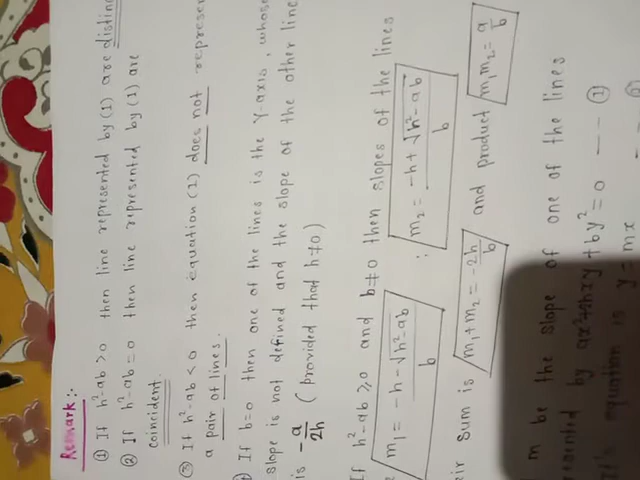 Remark :-
① If h²-ab>0 then line represented by (1) are
② If h²-ab=0 then line represented by (1) are
coincident.
③ If h²-ab<0 then equation (1) does not represent
a pair of lines.
If b=0 then one of the lines is the Y-axis, whose
slope is not defined and the slope of the other line
is -a/2h (provided that h≠0)
If h²-ab≥0 and b≠0 then slopes of the lines
m₁ = -h-√h²-ab / b ; m₂ = -h+√h²-ab / b
sum is m₁+m₂ = -2h/b and product m₁m₂ = a/b
m be the slope of one of the lines
by ax²+2hxy+by²=0 -- ①
equation is y=mx